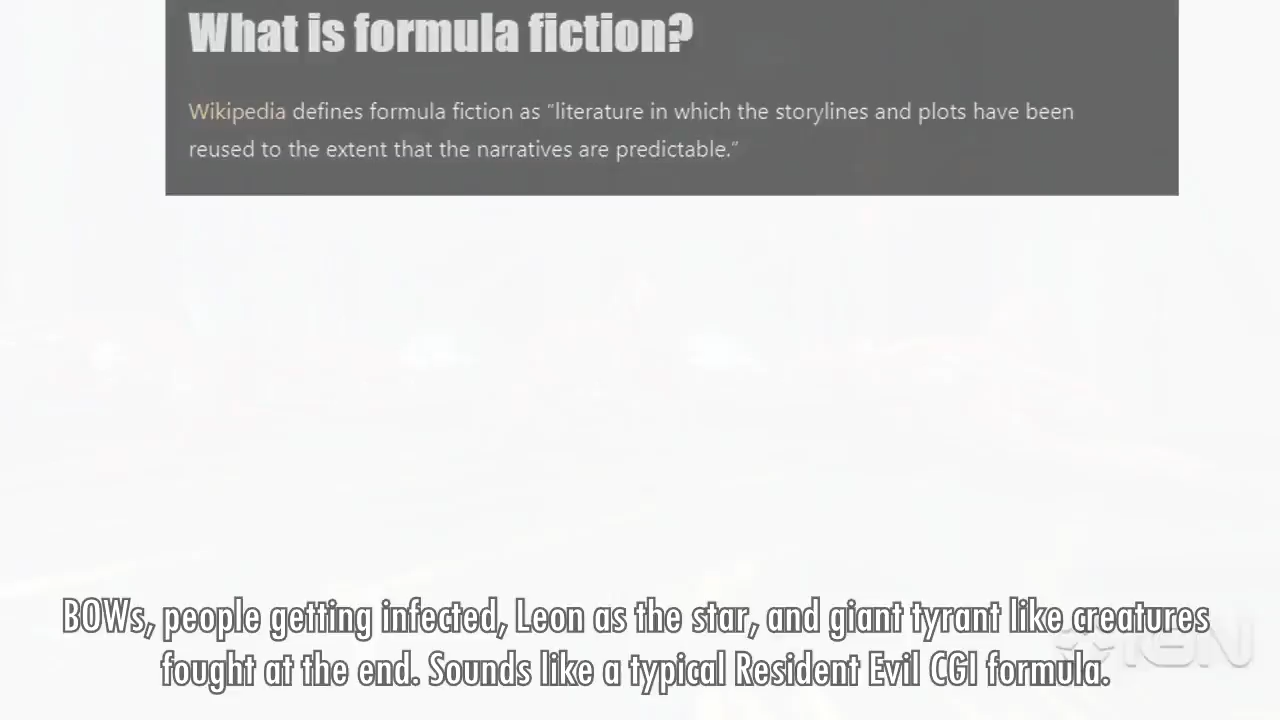 What is formula fiction?
Wikipedia defines formula fiction as “literature in which the storylines and plots have been
reused to the extent that the narratives are predictable.”
BOWs, people getting infected, Leon as the star, and giant tyrant like creatures
fought at the end. Sounds like a typical Resident Evil CGI formula.
IGN